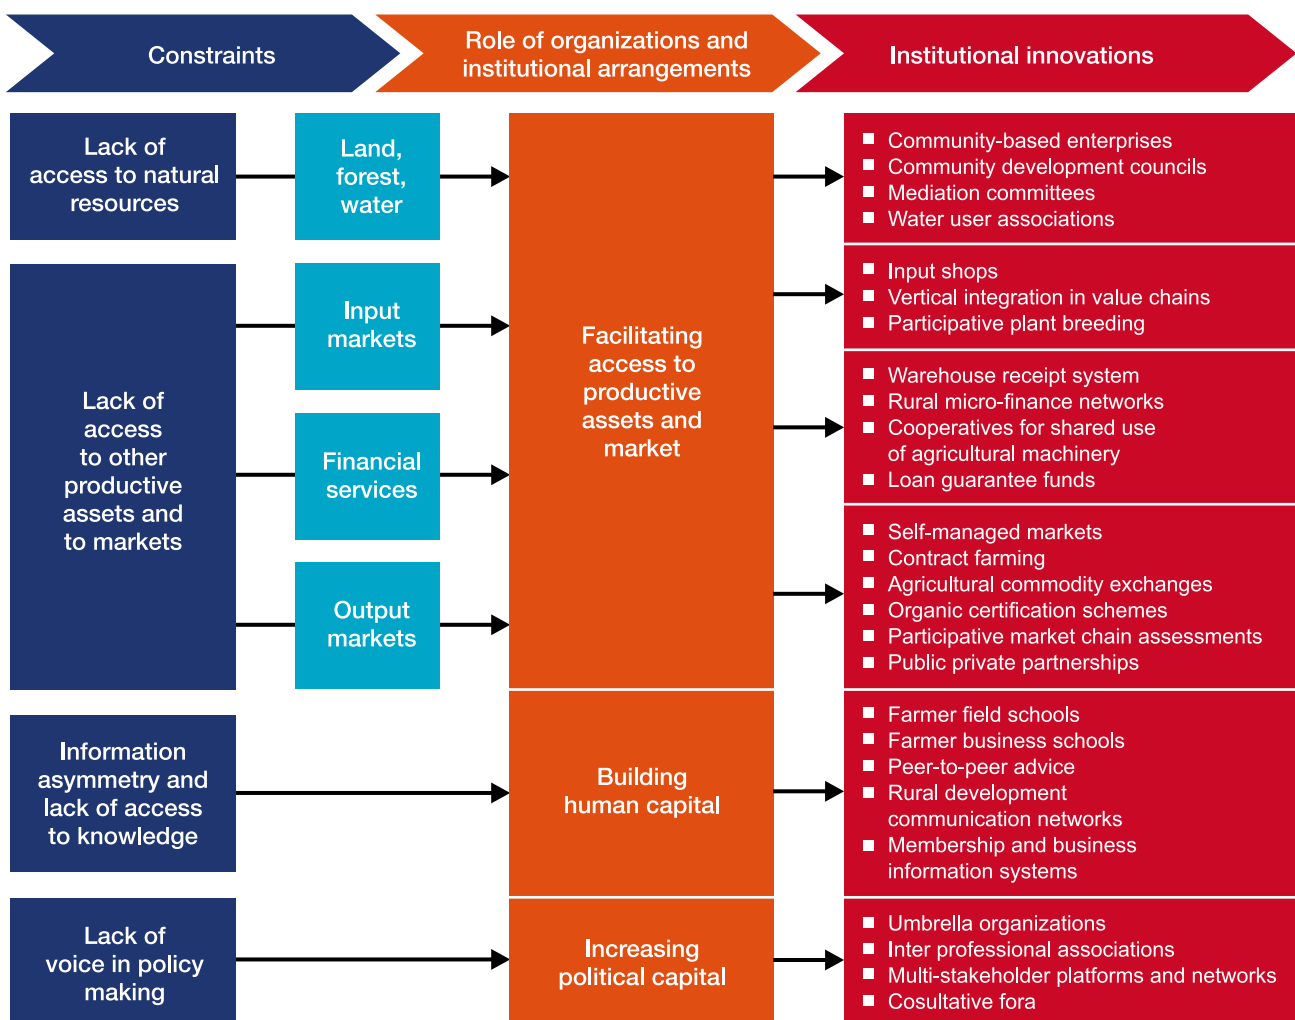 Constraints
Role of organizations and
institutional arrangements
Institutional innovations
Lack of
access to natural
resources
Land,
forest,
water
Lack of
access
to other
productive
assets and
to markets
Input
markets
Financial
services
Output
markets
Facilitating
access to
productive
assets and
market
Community-based enterprises
Community development councils
Mediation committees
Water user associations
Input shops
Vertical integration in value chains
Participative plant breeding
Warehouse receipt system
Rural micro-finance networks
Cooperatives for shared use
of agricultural machinery
Loan guarantee funds
Self-managed markets
Contract farming
Agricultural commodity exchanges
Organic certification schemes
Participative market chain assessments
Public private partnerships
Information
asymmetry and
lack of access
to knowledge
Building
human capital
Farmer field schools
Farmer business schools
Peer-to-peer advice
Rural development
communication networks
Membership and business
information systems
Lack of
voice in policy
making
Increasing
political capital
Umbrella organizations
Inter professional associations
Multi-stakeholder platforms and networks
Cosultative fora